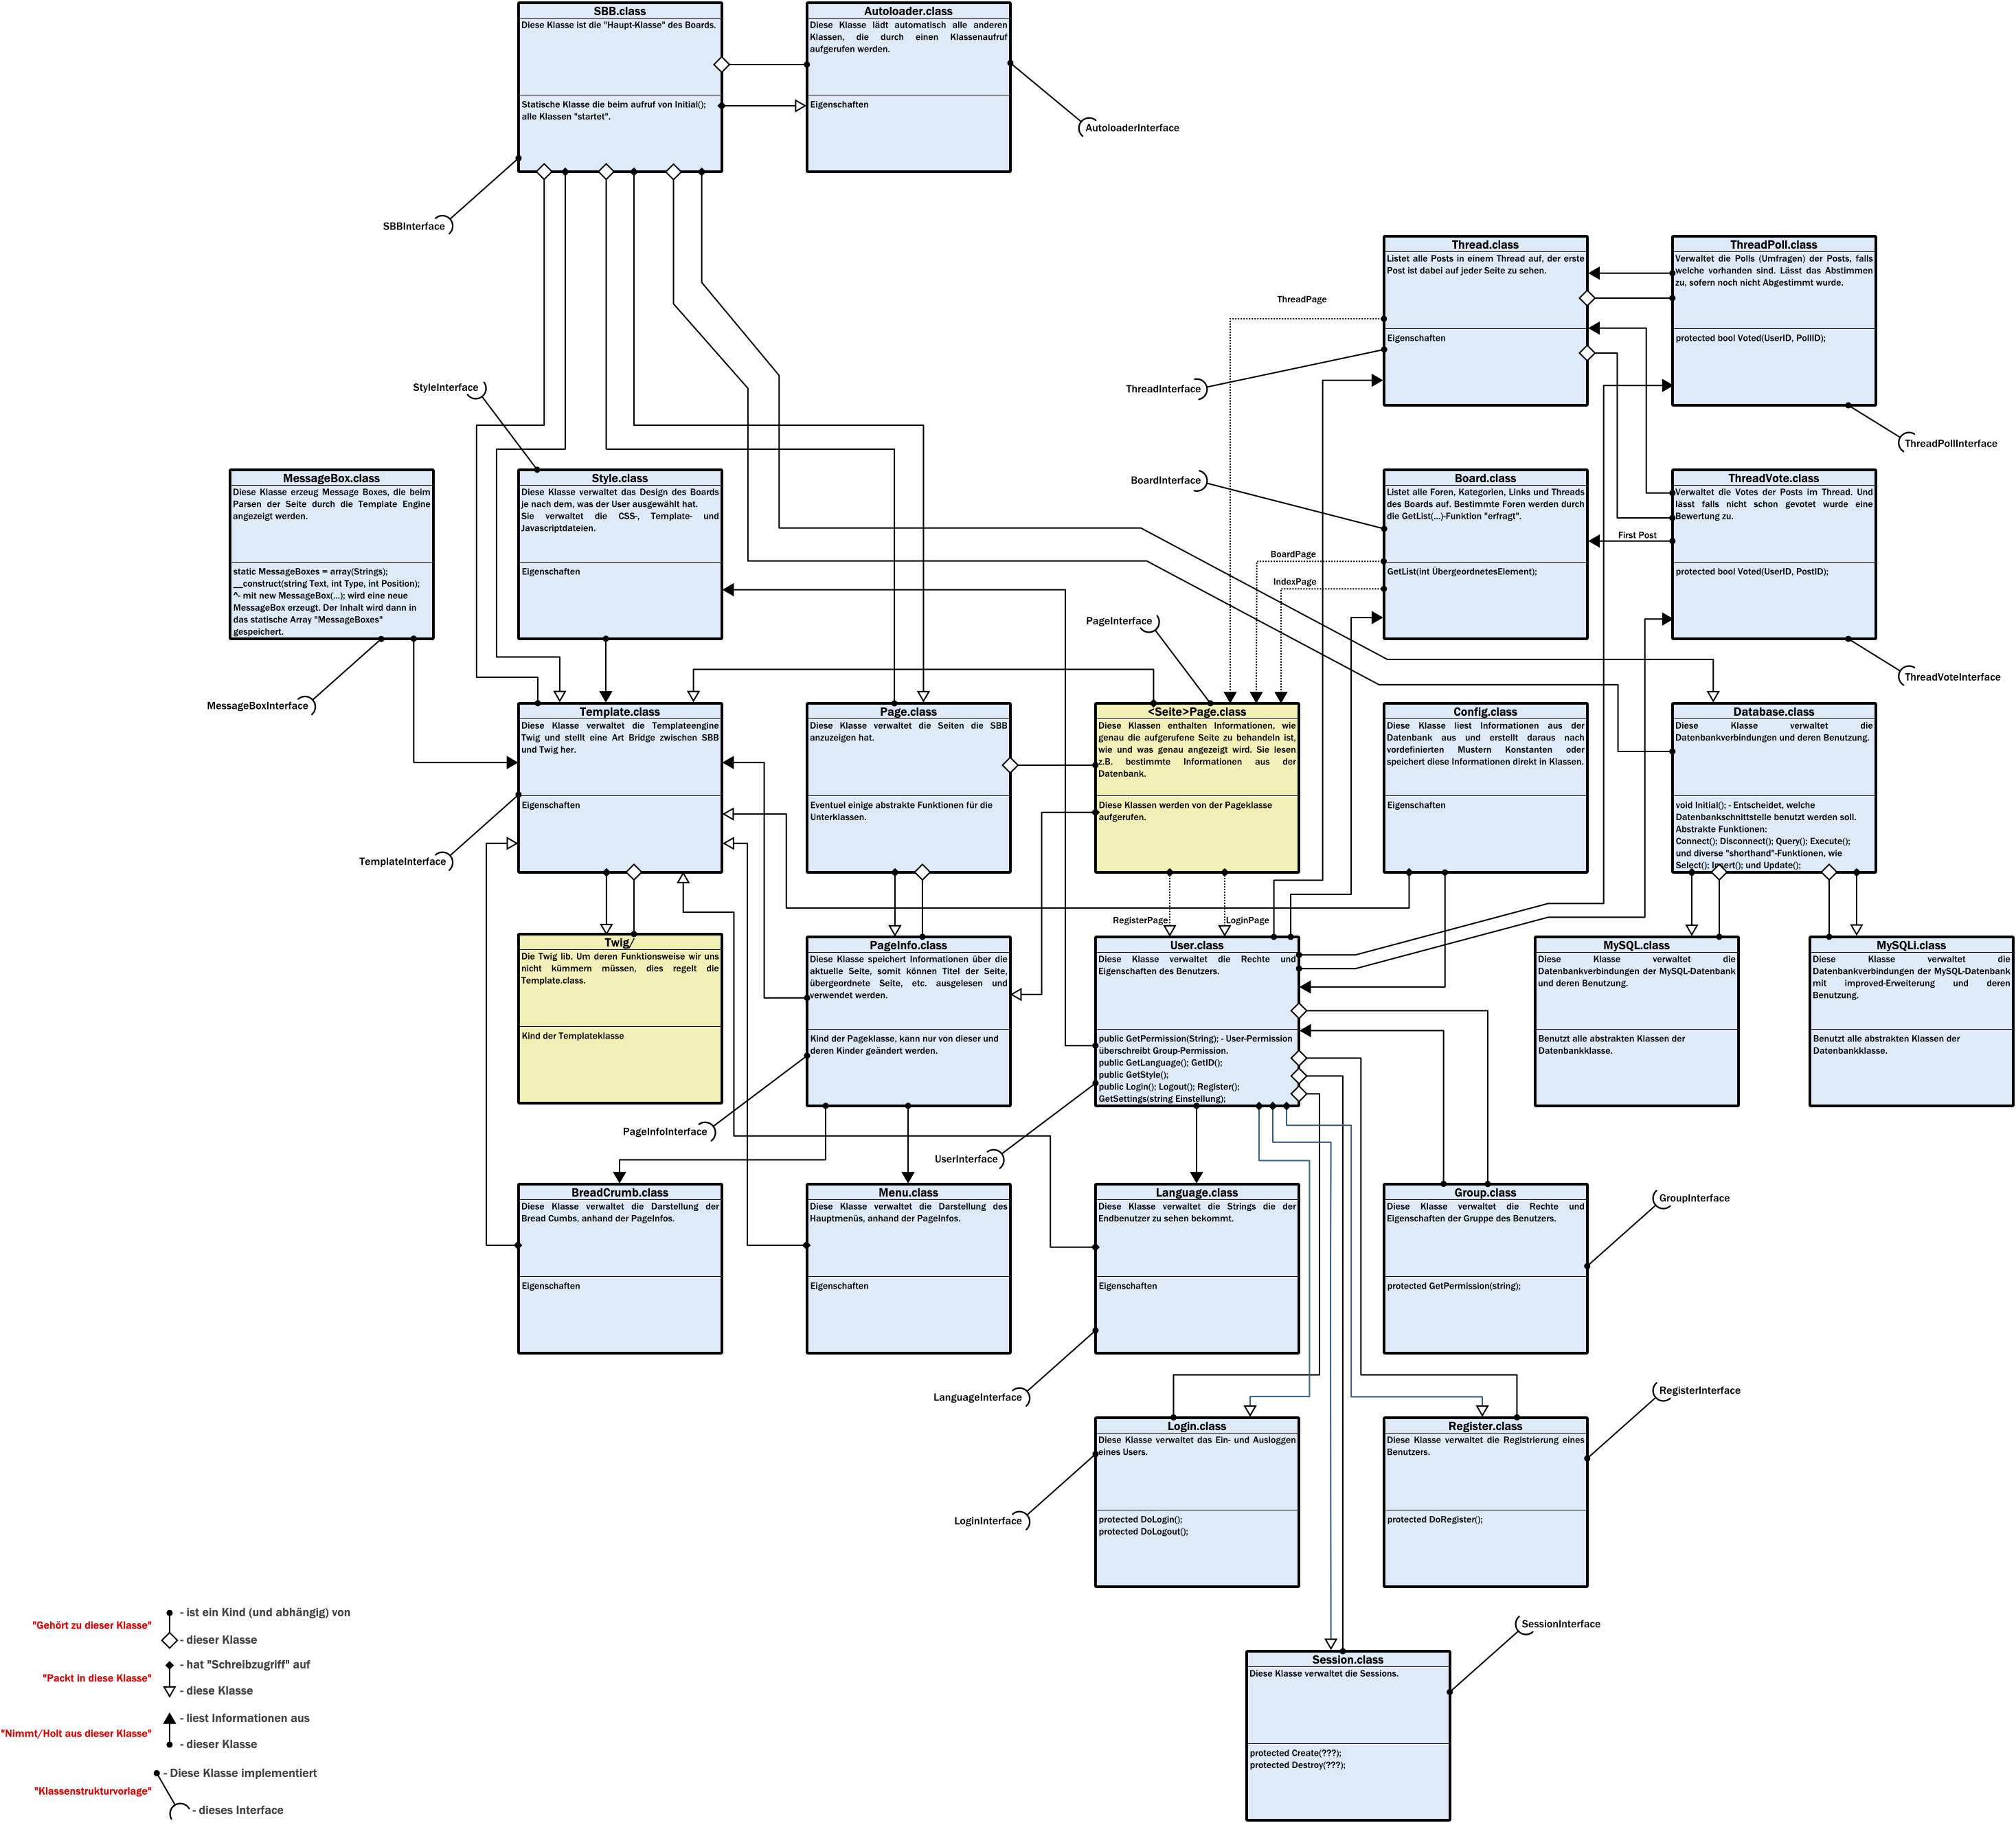 SBB.class
Diese Klasse ist die "Haupt-Klasse" des Boards.
Statische Klasse die beim aufruf von Initial();
alle Klassen "startet".
Autoloader.class
Diese Klasse lädt automatisch alle anderen
Klassen, die durch einen Klassenaufruf
aufgerufen werden.
Eigenschaften
AutoloaderInterface
SBBInterface
Thread.class
Listet alle Posts in einem Thread auf, der erste
Post ist dabei auf jeder Seite zu sehen.
Eigenschaften
ThreadPoll.class
Verwaltet die Polls (Umfragen) der Posts, falls
welche vorhanden sind. Lässt das Abstimmen
zu, sofern noch nicht Abgestimmt wurde.
protected bool Voted(UserID, PollID);
ThreadPage
ThreadInterface
StyleInterface
ThreadPollInterface
MessageBox.class
Diese Klasse erzeug Message Boxes, die beim
Parsen der Seite durch die Template Engine
angezeigt werden.
static MessageBoxes = array(Strings);
__construct(string Text, int Type, int Position);
^- mit new MessageBox(...); wird eine neue
MessageBox erzeugt. Der Inhalt wird dann in
das statische Array "MessageBoxes"
gespeichert.
Style.class
Diese Klasse verwaltet das Design des Boards
je nach dem, was der User ausgewählt hat.
Sie verwaltet die CSS-, Template- und
Javascriptdateien.
Eigenschaften
BoardInterface
Board.class
Listet alle Foren, Kategorien, Links und Threads
des Boards auf. Bestimmte Foren werden durch
die GetList(...)-Funktion "erfragt".
GetList(int ÜbergeordnetesElement);
ThreadVote.class
Verwaltet die Votes der Posts im Thread. Und
lässt falls nicht schon gevotet wurde eine
Bewertung zu.
protected bool Voted(UserID, PostID);
First Post
BoardPage
IndexPage
PageInterface
MessageBoxInterface
ThreadVoteInterface
Template.class
Diese Klasse verwaltet die Templateengine
Twig und stellt eine Art Bridge zwischen SBB
und Twig her.
Eigenschaften
Page.class
Diese Klasse verwaltet die Seiten die SBB
anzuzeigen hat.
Eventuel einige abstrakte Funktionen für die
Unterklassen.
<Seite>Page.class
Diese Klassen enthalten Informationen, wie
genau die aufgerufene Seite zu behandeln ist,
wie und was genau angezeigt wird. Sie lesen
z.B. bestimmte Informationen aus der
Datenbank.
Diese Klassen werden von der Pageklasse
aufgerufen.
Config.class
Diese Klasse liest Informationen aus der
Datenbank aus und erstellt daraus nach
vordefinierten Mustern Konstanten oder
speichert diese Informationen direkt in Klassen.
Eigenschaften
Database.class
Diese Klasse verwaltet die
Datenbankverbindungen und deren Benutzung.
void Initial(); - Entscheidet, welche
Datenbankschnittstelle benutzt werden soll.
Abstrakte Funktionen:
Connect(); Disconnect(); Query(); Execute();
und diverse "shorthand"-Funktionen, wie
Select(); Insert(); und Update();
TemplateInterface
RegisterPage
LoginPage
Twig/
Die Twig lib. Um deren Funktionsweise wir uns
nicht kümmern müssen, dies regelt die
Template.class.
Kind der Templateklasse
PageInfo.class
Diese Klasse speichert Informationen über die
aktuelle Seite, somit können Titel der Seite,
übergeordnete Seite, etc. ausgelesen und
verwendet werden.
Kind der Pageklasse, kann nur von dieser und
deren Kinder geändert werden.
User.class
Diese Klasse verwaltet die Rechte und
Eigenschaften des Benutzers.
public GetPermission(String); - User-Permission
überschreibt Group-Permission.
public GetLanguage(); GetID();
public GetStyle();
public Login(); Logout(); Register();
GetSettings(string Einstellung);
MySQL.class
Diese Klasse verwaltet die
Datenbankverbindungen der MySQL-Datenbank
und deren Benutzung.
Benutzt alle abstrakten Klassen der
Datenbankklasse.
MySQLi.class
Diese Klasse verwaltet die
Datenbankverbindungen der MySQL-Datenbank
mit improved-Erweiterung und deren
Benutzung.
Benutzt alle abstrakten Klassen der
Datenbankklasse.
PageInfoInterface
UserInterface
BreadCrumb.class
Diese Klasse verwaltet die Darstellung der
Bread Cumbs, anhand der PageInfos.
Eigenschaften
Menu.class
Diese Klasse verwaltet die Darstellung des
Hauptmenüs, anhand der PageInfos.
Eigenschaften
Language.class
Diese Klasse verwaltet die Strings die der
Endbenutzer zu sehen bekommt.
Eigenschaften
Group.class
Diese Klasse verwaltet die Rechte und
Eigenschaften der Gruppe des Benutzers.
protected GetPermission(string);
GroupInterface
LanguageInterface
RegisterInterface
Login.class
Diese Klasse verwaltet das Ein- und Ausloggen
eines Users.
protected DoLogin();
protected DoLogout();
Register.class
Diese Klasse verwaltet die Registrierung eines
Benutzers.
protected DoRegister();
LoginInterface
SessionInterface
Session.class
Diese Klasse verwaltet die Sessions.
protected Create(???);
protected Destroy(???);
"Gehört zu dieser Klasse"
- ist ein Kind (und abhängig) von
- dieser Klasse
"Packt in diese Klasse"
- hat "Schreibzugriff" auf
- diese Klasse
"Nimmt/Holt aus dieser Klasse"
- liest Informationen aus
- dieser Klasse
"Klassenstrukturvorlage"
- Diese Klasse implementiert
- dieses Interface